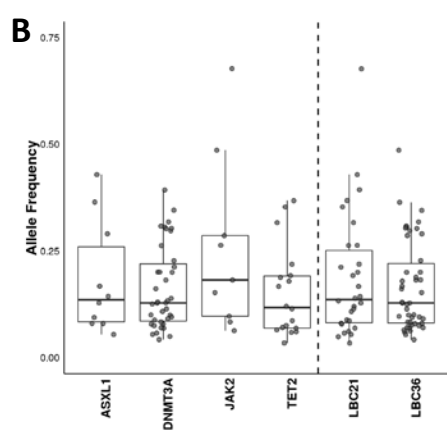 B
Allele Frequency
0.75
0.50
0.25
0.00
ASXL1
DNMT3A
JAK2
TET2
LBC21
LBC36